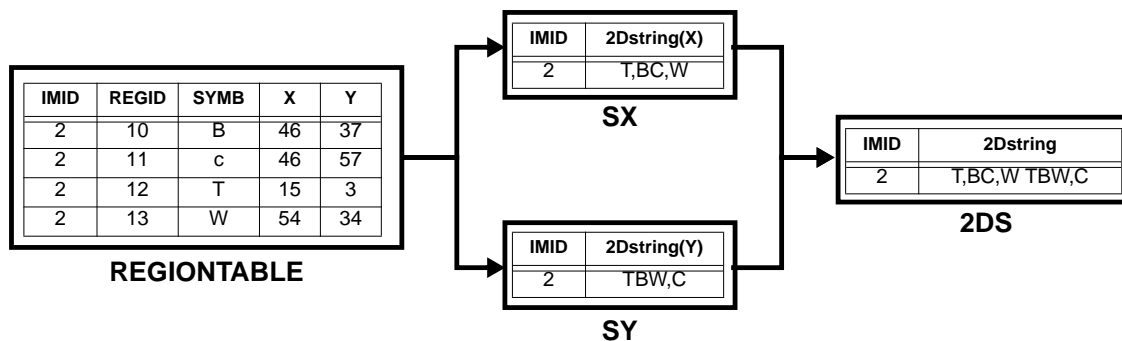 IMID REGID SYMB X Y
2 10 B 46 37
2 11 c 46 57
2 12 T 15 3
2 13 W 54 34
REGIONTABLE
IMID 2Dstring(X)
2 T,BC,W
SX
IMID 2Dstring(Y)
2 TBW,C
SY
IMID 2Dstring
2 T,BC,W TBW,C
2DS